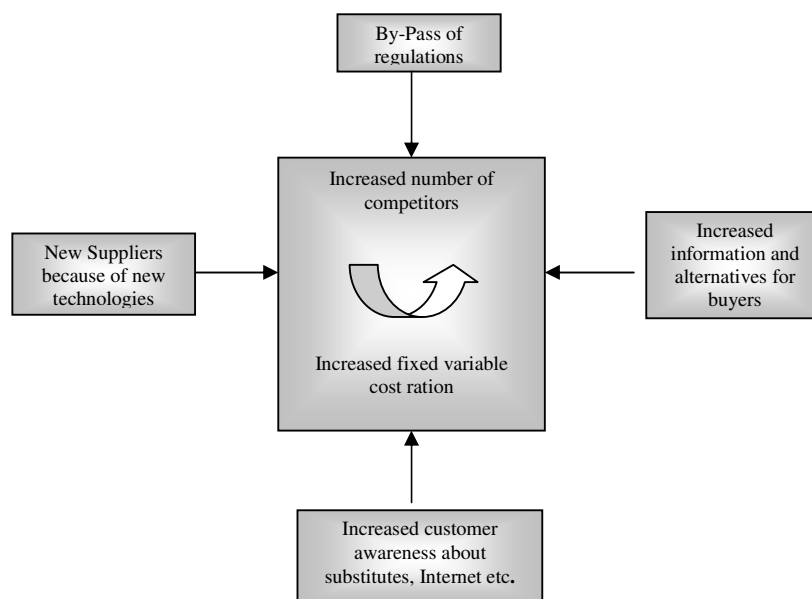 By-Pass of
regulations
Increased number of
competitors
New Suppliers
because of new
technologies
Increased
information and
alternatives for
buyers
Increased fixed variable
cost ration
Increased customer
awareness about
substitutes, Internet etc.